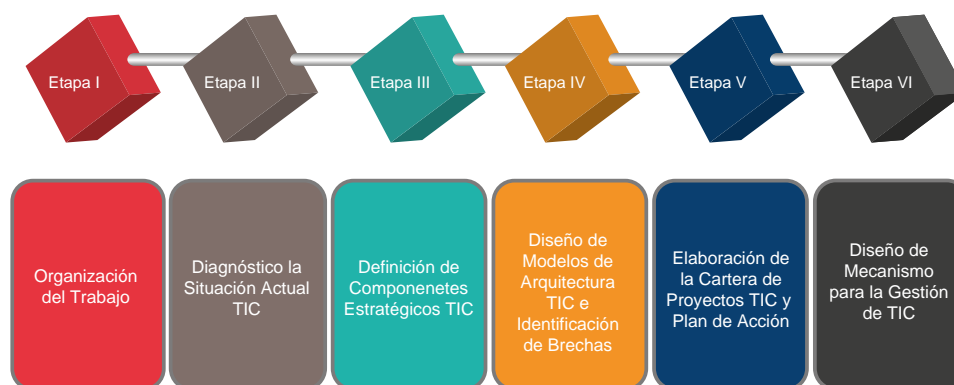 Etapa I
Etapa II
Etapa III
Etapa IV
Etapa V
Etapa VI
Organización
del Trabajo
Diagnóstico la
Situación Actual
TIC
Definición de
Componenetes
Estratégicos TIC
Diseño de
Modelos de
Arquitectura
TIC e
Identificación
de Brechas
Elaboración de
la Cartera de
Proyectos TIC y
Plan de Acción
Diseño de
Mecanismo
para la Gestión
de TIC